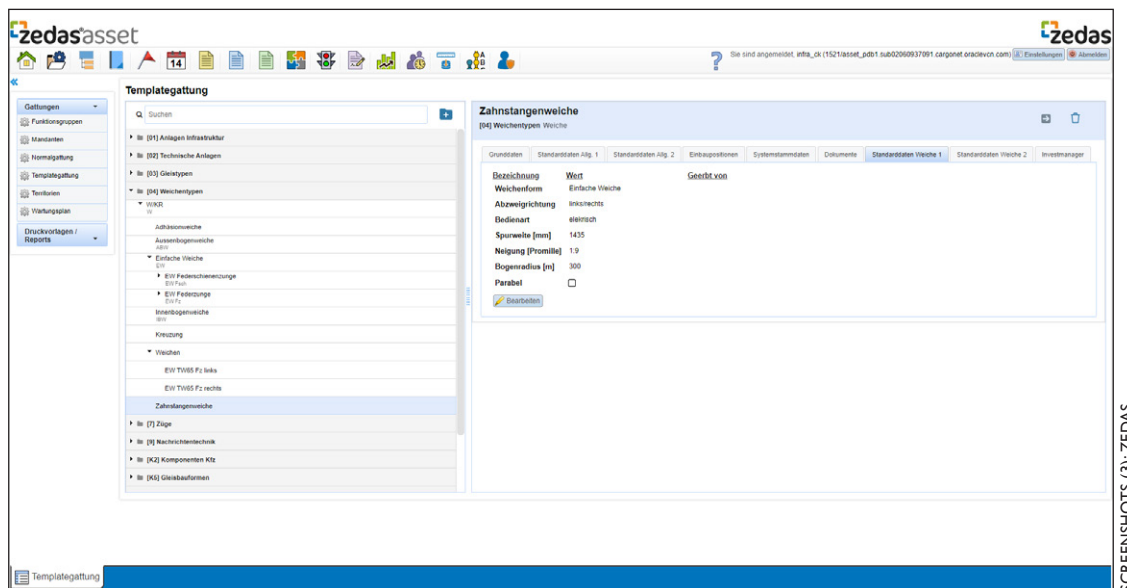 zedas asset
zedas
14
Sie sind angemeldet, infra_ck (1521/asset_pdb1.sub02060937091.cargonet.oraclevcn.com)
Einstellungen
Abmelden
Gattungen
Funktionsgruppen
Mandanten
Normalgattung
Templategattung
Territorien
Wartungsplan
Druckvorlagen /
Reports
Templategattung
Suchen
[01] Anlagen Infrastruktur
[02] Technische Anlagen
[03] Gleistypen
[04] Weichentypen
W/KR
W
Adhäsionweiche
Aussenbogenweiche
ABW
Einfache Weiche
EW
EW Federschienenzunge
EW Fsch
EW Federzunge
EW Fz
Innenbogenweiche
IBW
Kreuzung
Weichen
EW TW65 Fz links
EW TW65 Fz rechts
Zahnstangenweiche
[7] Züge
[9] Nachrichtentechnik
[K2] Komponenten Kfz
[K5] Gleisbauformen
Zahnstangenweiche
[04] Weichentypen Weiche
Grunddaten Standarddaten Allg. 1 Standarddaten Allg. 2 Einbaupositionen Systemstammdaten Dokumente Standarddaten Weiche 1 Standarddaten Weiche 2 Investmanager
Bezeichnung Wert Geerbt von
Weichenform Einfache Weiche
Abzweigrichtung links/rechts
Bedienart elektrisch
Spurweite [mm] 1435
Neigung [Promille] 1:9
Bogenradius [m] 300
Parabel
Bearbeiten
Templategattung
SCREENSHOTS (3): ZEDAS